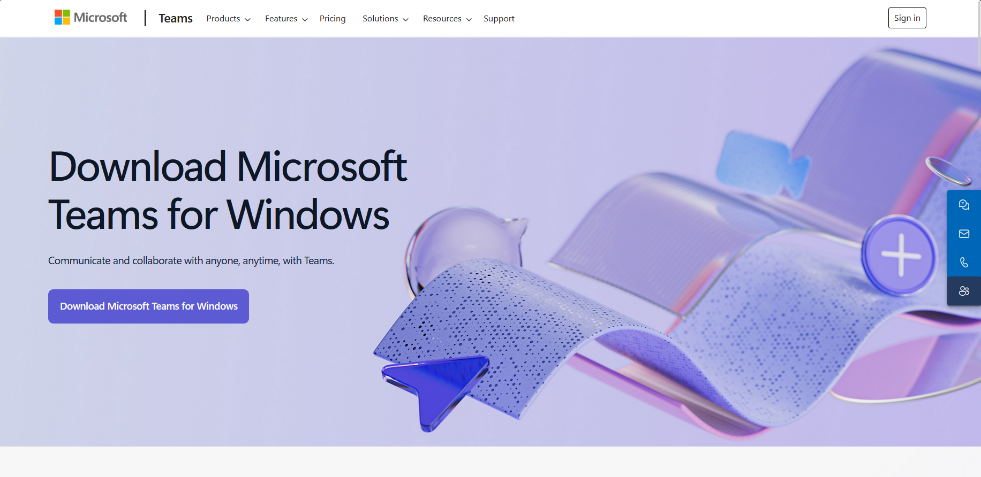 Microsoft Teams Products Features Pricing Solutions Resources Support Sign in
Download Microsoft
Teams for Windows
Communicate and collaborate with anyone, anytime, with Teams.
Download Microsoft Teams for Windows